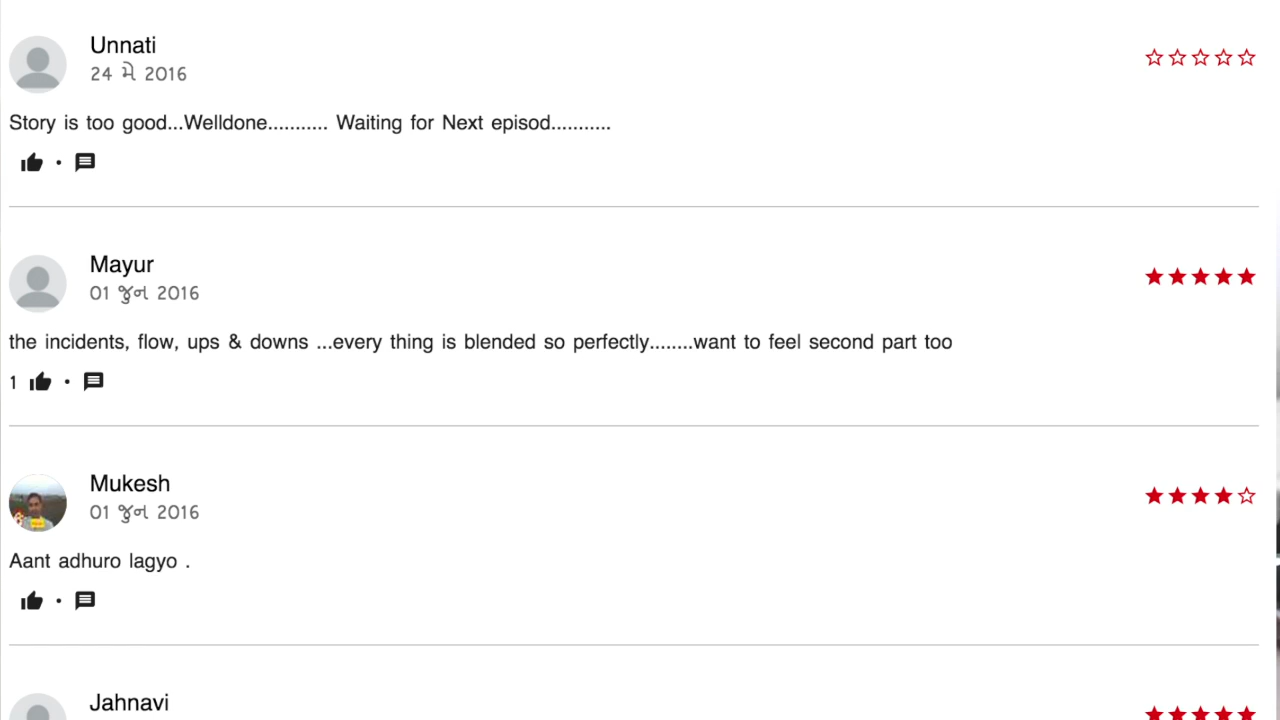 Unnati
24 મે 2016
Story is too good...Welldone........... Waiting for Next episod...........
Mayur
01 જુન 2016
the incidents, flow, ups & downs ...every thing is blended so perfectly........want to feel second part too
1
Mukesh
01 જુન 2016
Aant adhuro lagyo .
Jahnavi